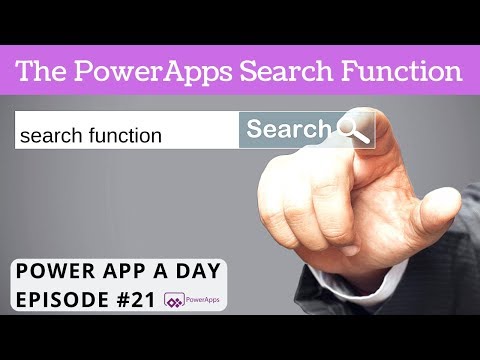 The PowerApps Search Function
search function
Search
POWER APP A DAY
EPISODE #21
PowerApps